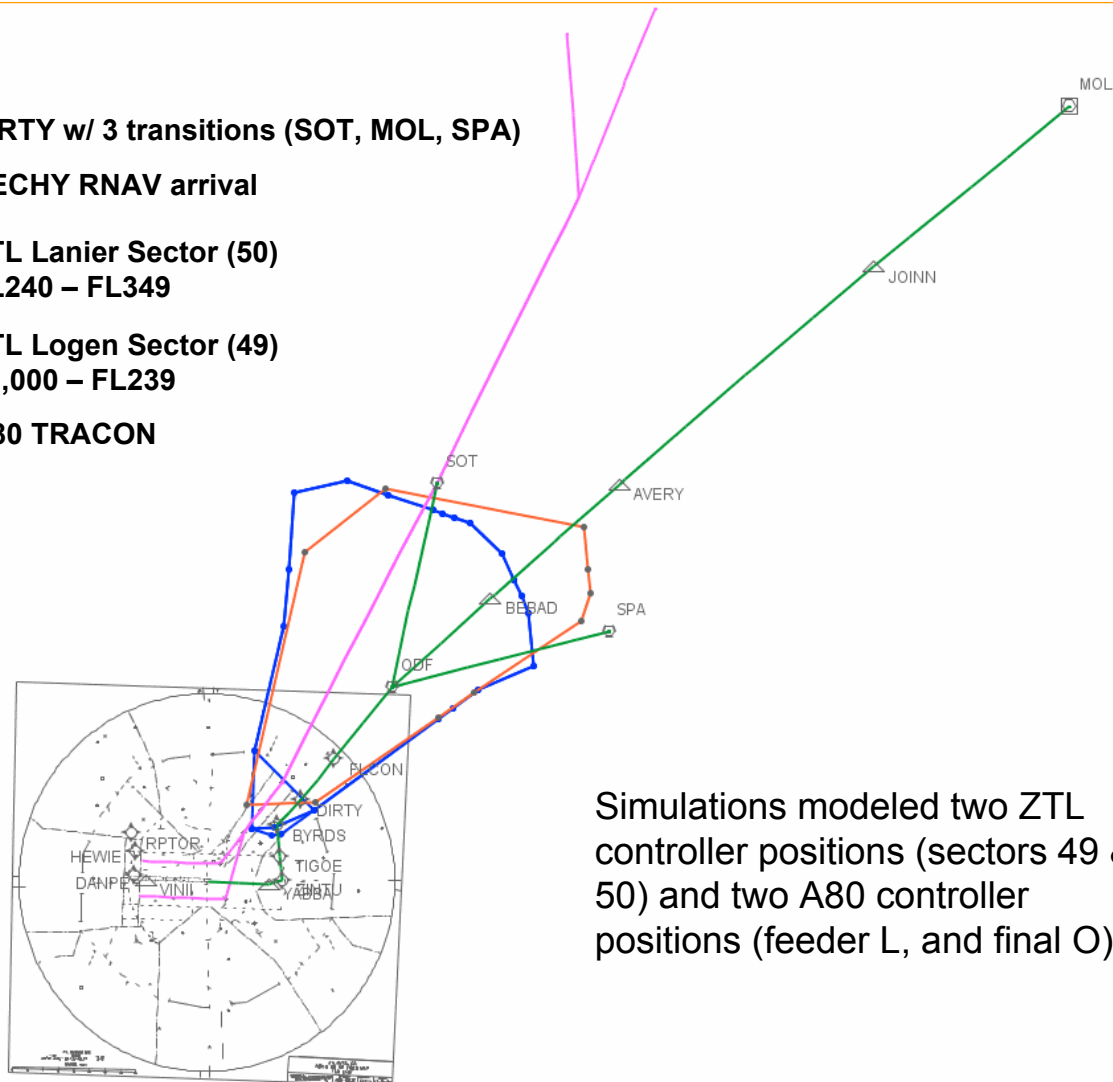 RTY w/ 3 transitions (SOT, MOL, SPA)
ECHY RNAV arrival
TL Lanier Sector (50)
L240 – FL349
TL Logen Sector (49)
,000 – FL239
80 TRACON
MOL
JOINN
SOT
AVERY
BEBAD
SPA
ODF
FLCON
DIRTY
BYRDS
RPTOR
HEWIE
TIGOE
DANPE
VINII
YABBA
Simulations modeled two ZTL
controller positions (sectors 49 &
50) and two A80 controller
positions (feeder L, and final O)